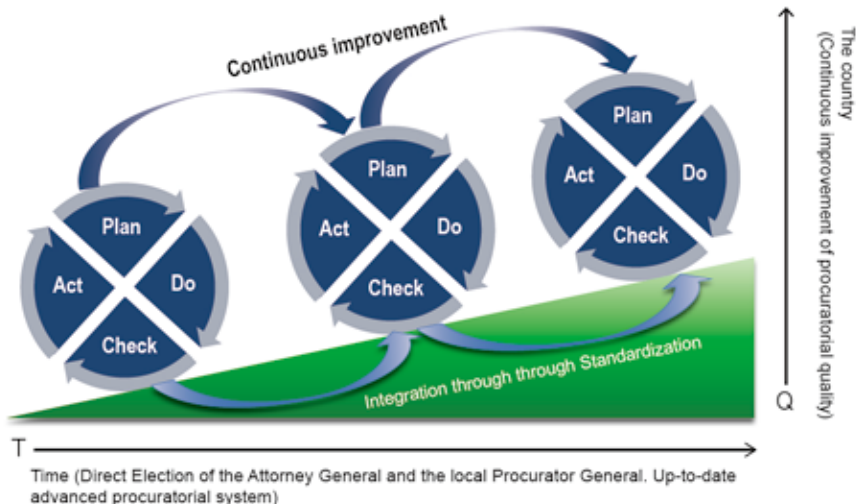 Continuous improvement
Plan
Do
Check
Act
Plan
Do
Check
Act
Plan
Do
Check
Act
Integration through through Standardization
The country
(Continuous improvement of procuratorial quality)
Q
T
Time (Direct Election of the Attorney General and the local Procurator General. Up-to-date
advanced procuratorial system)